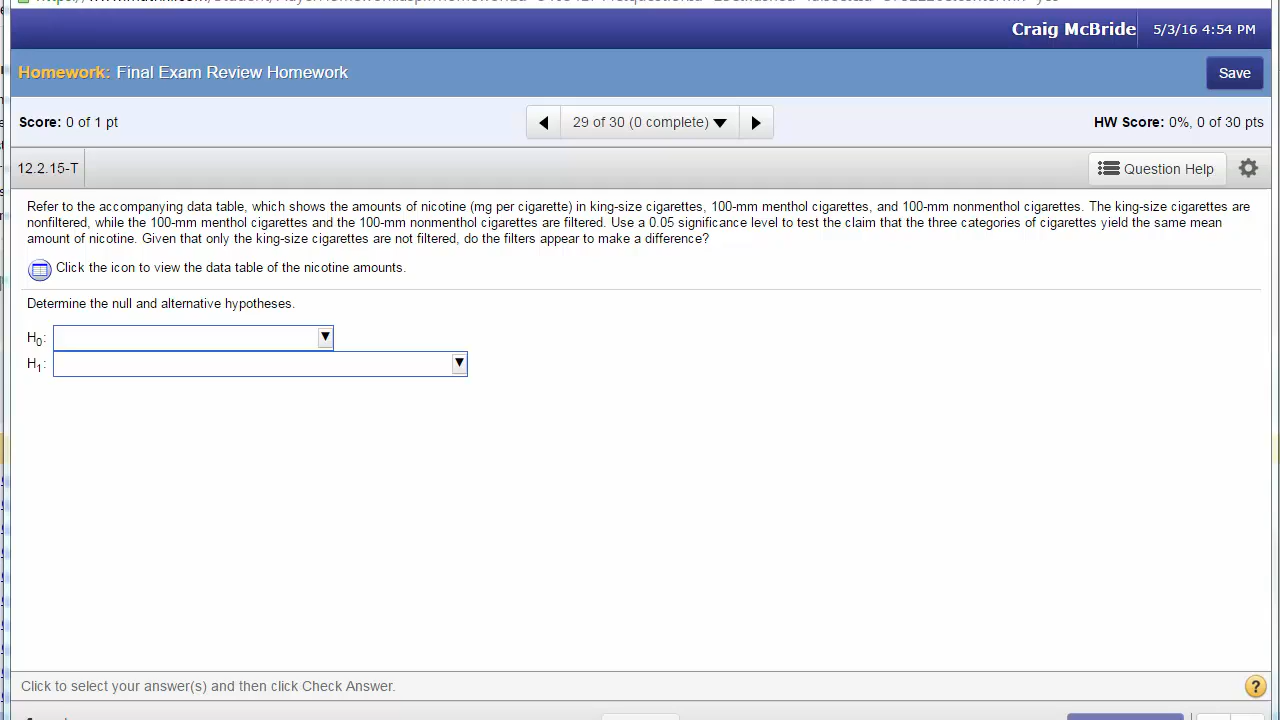 Craig McBride 5/3/16 4:54 PM
Homework: Final Exam Review Homework
Save
Score: 0 of 1 pt
29 of 30 (0 complete)
HW Score: 0%, 0 of 30 pts
12.2.15-T
Question Help
Refer to the accompanying data table, which shows the amounts of nicotine (mg per cigarette) in king-size cigarettes, 100-mm menthol cigarettes, and 100-mm nonmenthol cigarettes. The king-size cigarettes are
nonfiltered, while the 100-mm menthol cigarettes and the 100-mm nonmenthol cigarettes are filtered. Use a 0.05 significance level to test the claim that the three categories of cigarettes yield the same mean
amount of nicotine. Given that only the king-size cigarettes are not filtered, do the filters appear to make a difference?
Click the icon to view the data table of the nicotine amounts.
Determine the null and alternative hypotheses.
H0:
H1:
Click to select your answer(s) and then click Check Answer.
?